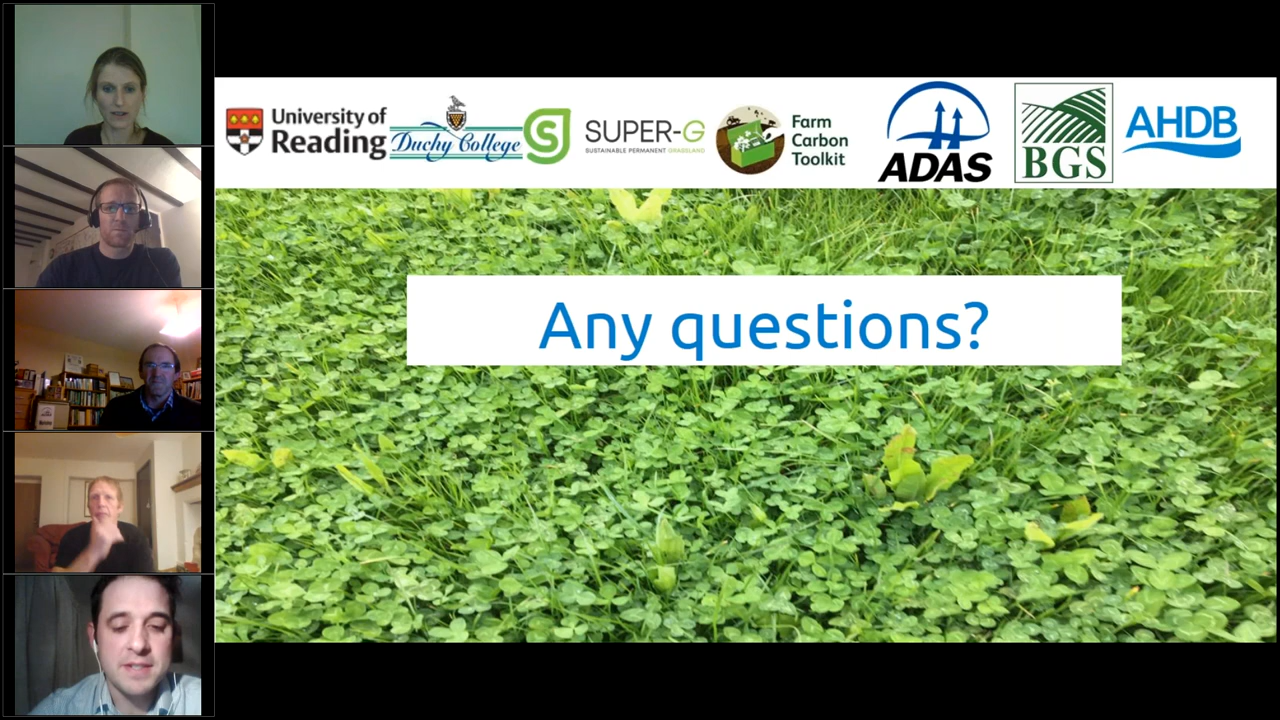 University of
Reading
Duchy College
S
SUPER-G
SUSTAINABLE PERMANENT GRASSLAND
Farm
Carbon
Toolkit
ADAS
BGS
AHDB
Any questions?